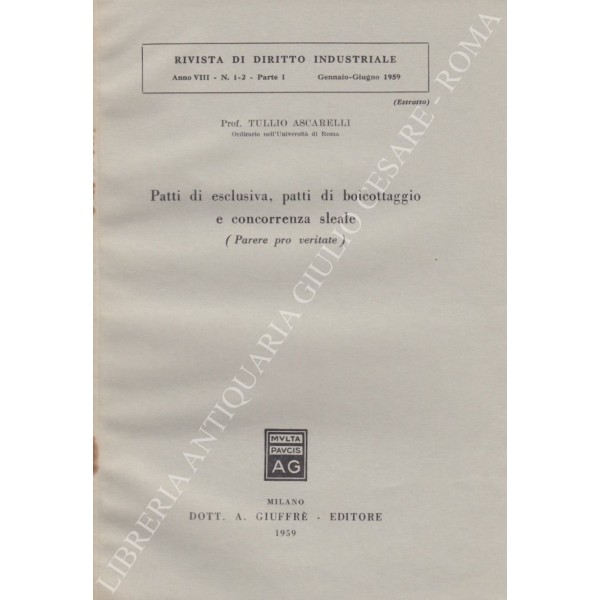 RIVISTA DI DIRITTO INDUSTRIALE
Anno VIII - N. 1-2 - Parte 1 Gennaio-Giugno 1959
(Estratto)
Prof. TULLIO ASCARELLI
Ordinario nell'Università di Roma
Patti di esclusiva, patti di boicottaggio
e concorrenza sleale
(Parere pro veritate)
MVLTA
PAVCIS
AG
MILANO
DOTT. A. GIUFFRÈ - EDITORE
1959
LIBRERIA ANTIQUARIA GIULIO CESARE - ROMA